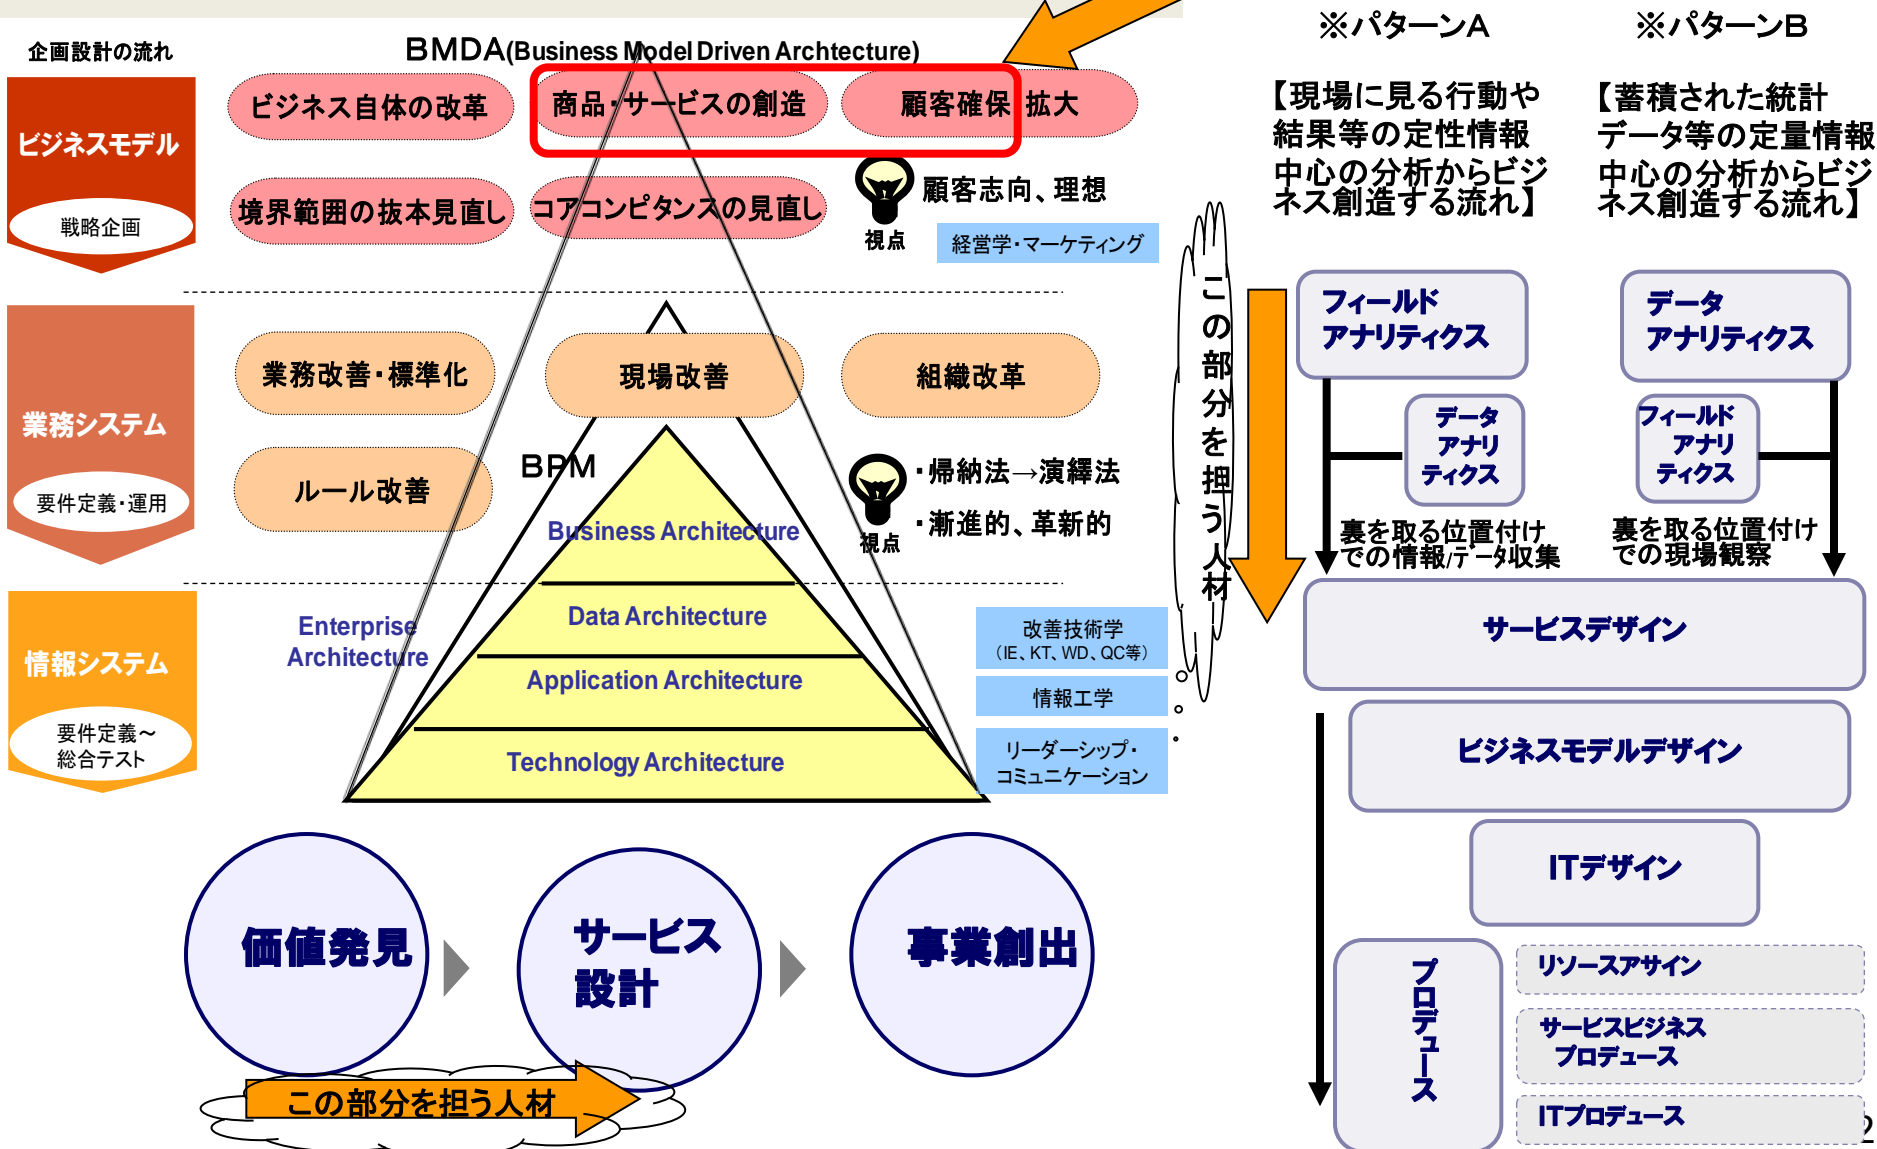 企画設計の流れ
BMDA(Business Model Driven Archtecture)
ビジネスモデル
戦略企画
ビジネス自体の改革
商品・サービスの創造
顧客確保 拡大
境界範囲の抜本見直し
コアコンピタンスの見直し
視点
顧客志向、理想
経営学・マーケティング
業務システム
要件定義・運用
業務改善・標準化
現場改善
組織改革
ルール改善
BPM
視点
・帰納法→演繹法
・漸進的、革新的
情報システム
要件定義~
総合テスト
Enterprise
Architecture
Business Architecture
Data Architecture
Application Architecture
Technology Architecture
改善技術学
(IE、KT、WD、QC等)
情報工学
リーダーシップ・
コミュニケーション
この部分を担う人材
価値発見
サービス
設計
事業創出
この部分を担う人材
※パターンA
【現場に見る行動や
結果等の定性情報
中心の分析からビジ
ネス創造する流れ】
※パターンB
【蓄積された統計
データ等の定量情報
中心の分析からビジ
ネス創造する流れ】
フィールド
アナリティクス
データ
アナリ
ティクス
裏を取る位置付け
での情報/データ収集
データ
アナリティクス
フィールド
アナリ
ティクス
裏を取る位置付け
での現場観察
サービスデザイン
ビジネスモデルデザイン
ITデザイン
プロデュース
リソースアサイン
サービスビジネス
プロデュース
ITプロデュース
2